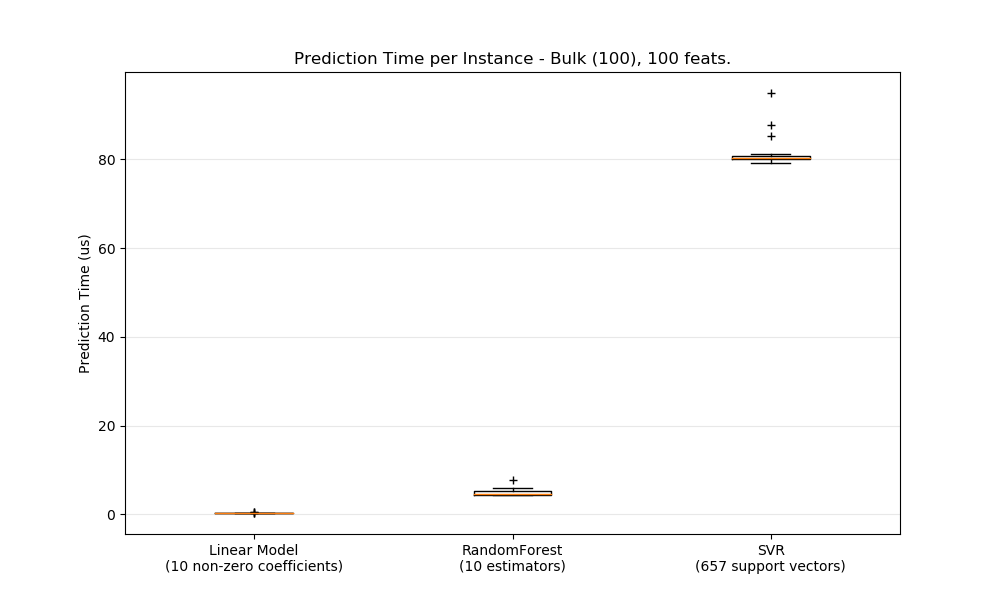 Prediction Time per Instance - Bulk (100), 100 feats.
Prediction Time (us)
80
60
40
20
0
Linear Model
(10 non-zero coefficients)
RandomForest
(10 estimators)
SVR
(657 support vectors)